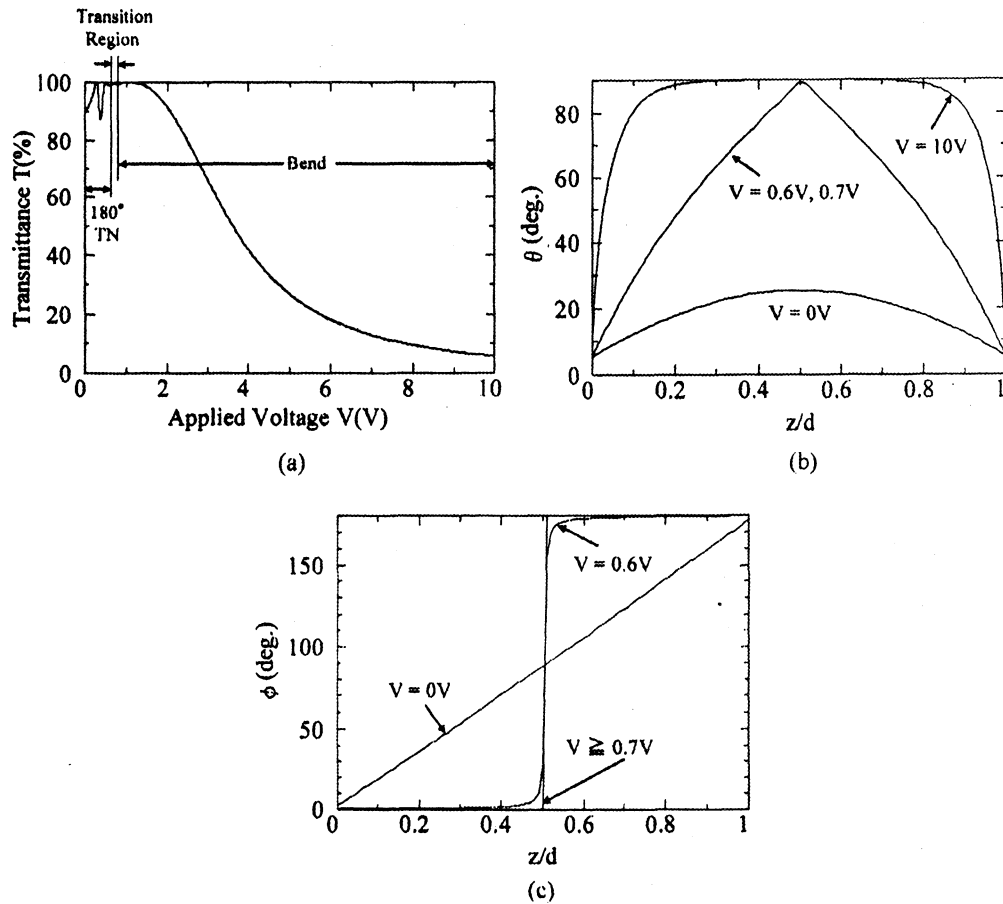 Transition
Region
100
80
60
40
20
0
Transmittance T(%)
Bend
180°
TN
0 2 4 6 8 10
Applied Voltage V(V)
(a)
80
60
40
20
0
θ (deg.)
V = 10V
V = 0.6V, 0.7V
V = 0V
0 0.2 0.4 0.6 0.8 1
z/d
(b)
150
100
50
0
ϕ (deg.)
V = 0.6V
V = 0V
V ≧ 0.7V
0 0.2 0.4 0.6 0.8 1
z/d
(c)